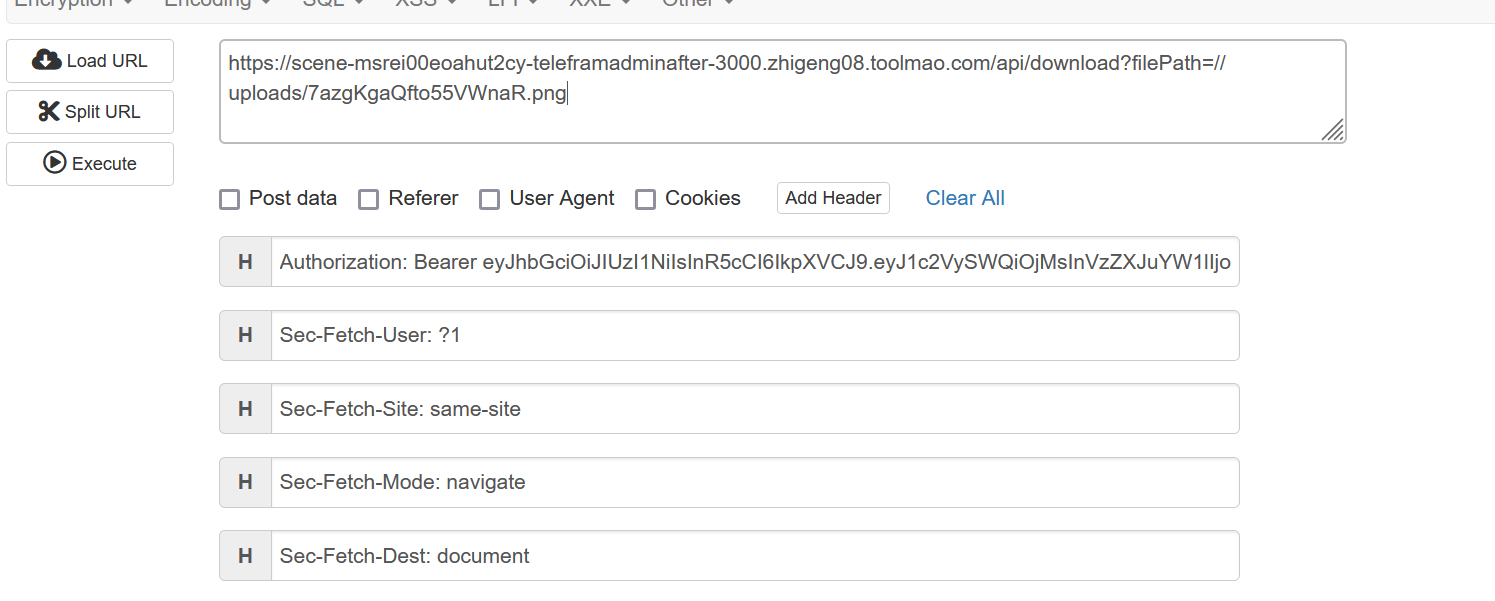 Encryption Encoding SQL XSS LFI XXE Other
Load URL
Split URL
Execute
https://scene-msrei00eoahut2cy-teleframadminafter-3000.zhigeng08.toolmao.com/api/download?filePath=//
uploads/7azgKgaQfto55VWnaR.png
Post data Referer User Agent Cookies Add Header Clear All
H Authorization: Bearer eyJhbGciOiJIUzI1NiIsInR5cCI6IkpXVCJ9.eyJ1c2VySWQiOjMsInVzZXJuYW1lIjo
H Sec-Fetch-User: ?1
H Sec-Fetch-Site: same-site
H Sec-Fetch-Mode: navigate
H Sec-Fetch-Dest: document